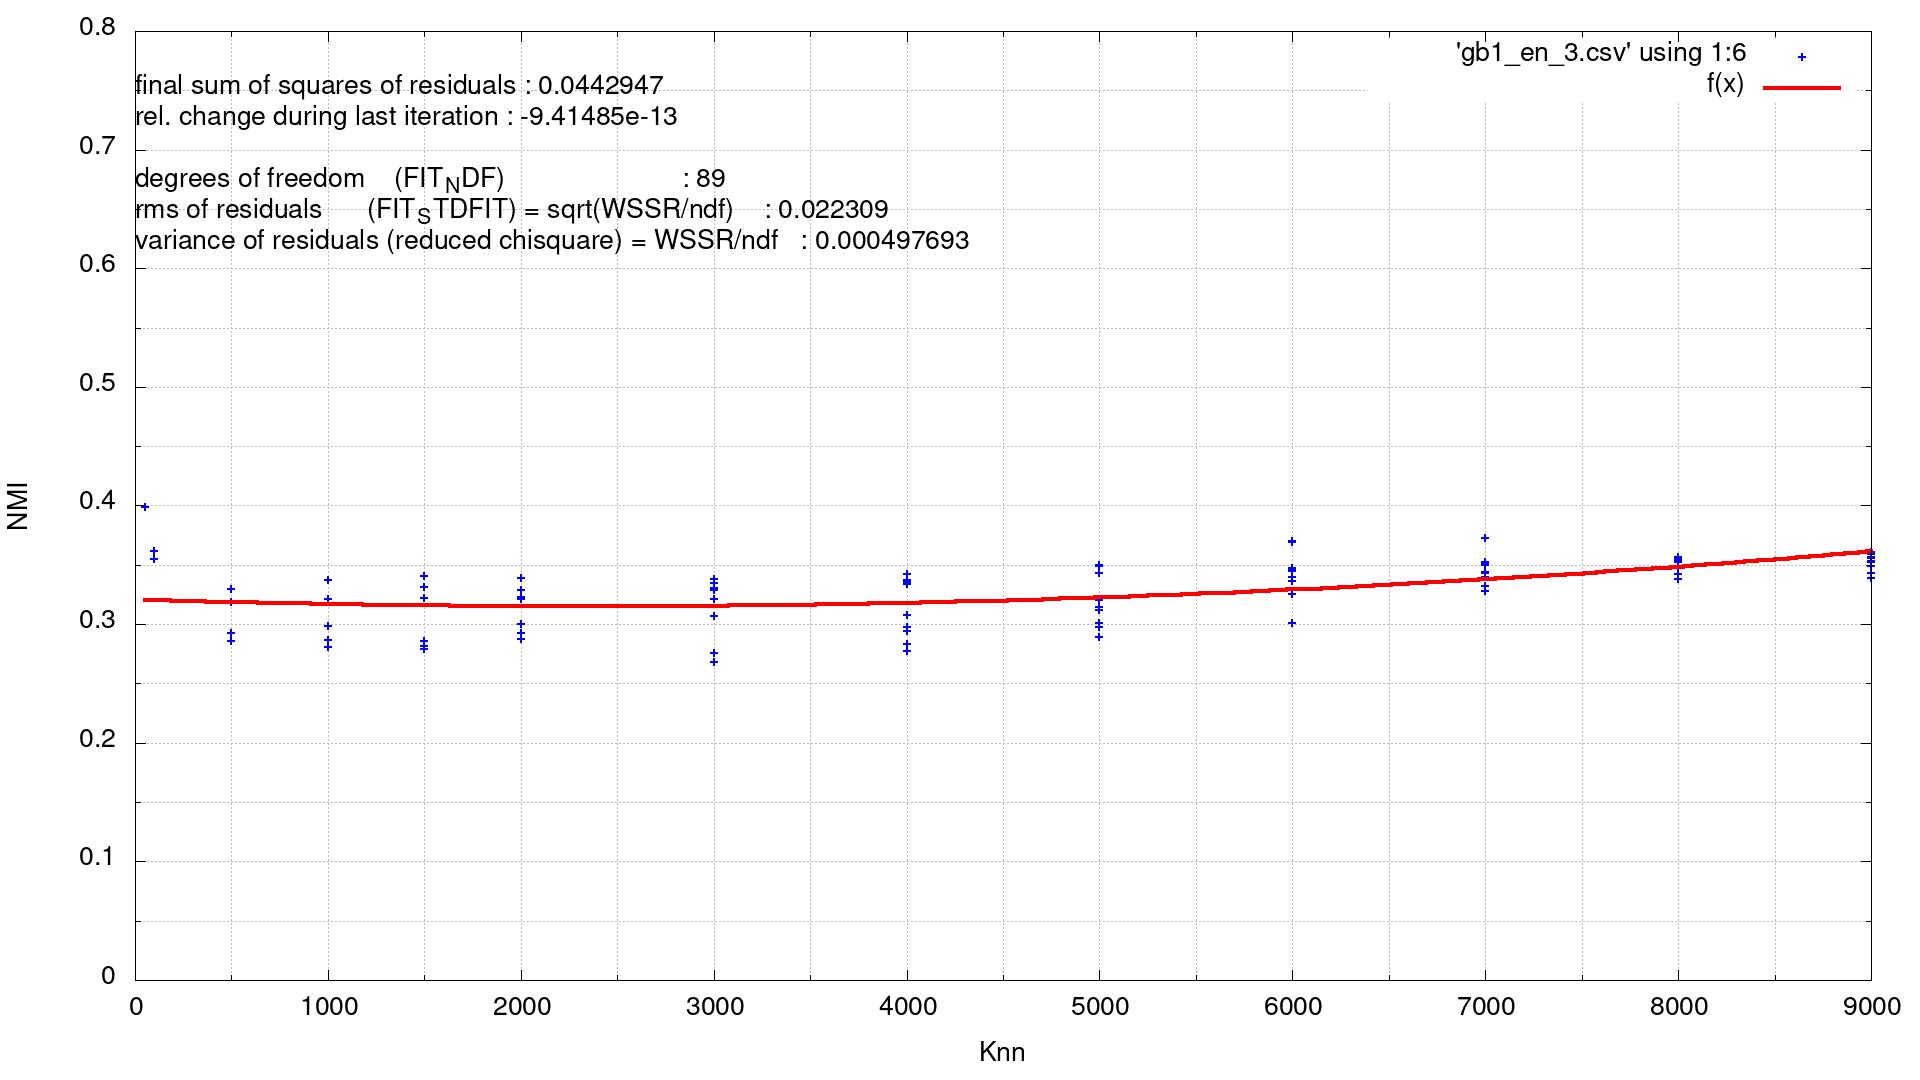 0.8
'gb1_en_3.csv' using 1:6
f(x)
final sum of squares of residuals : 0.0442947
rel. change during last iteration : -9.41485e-13
0.7
degrees of freedom (FIT_NDF) : 89
rms of residuals (FIT_STDFIT) = sqrt(WSSR/ndf) : 0.022309
variance of residuals (reduced chisquare) = WSSR/ndf : 0.000497693
0.6
0.5
0.4
NMI
0.3
0.2
0.1
0
0 1000 2000 3000 4000 5000 6000 7000 8000 9000
Knn